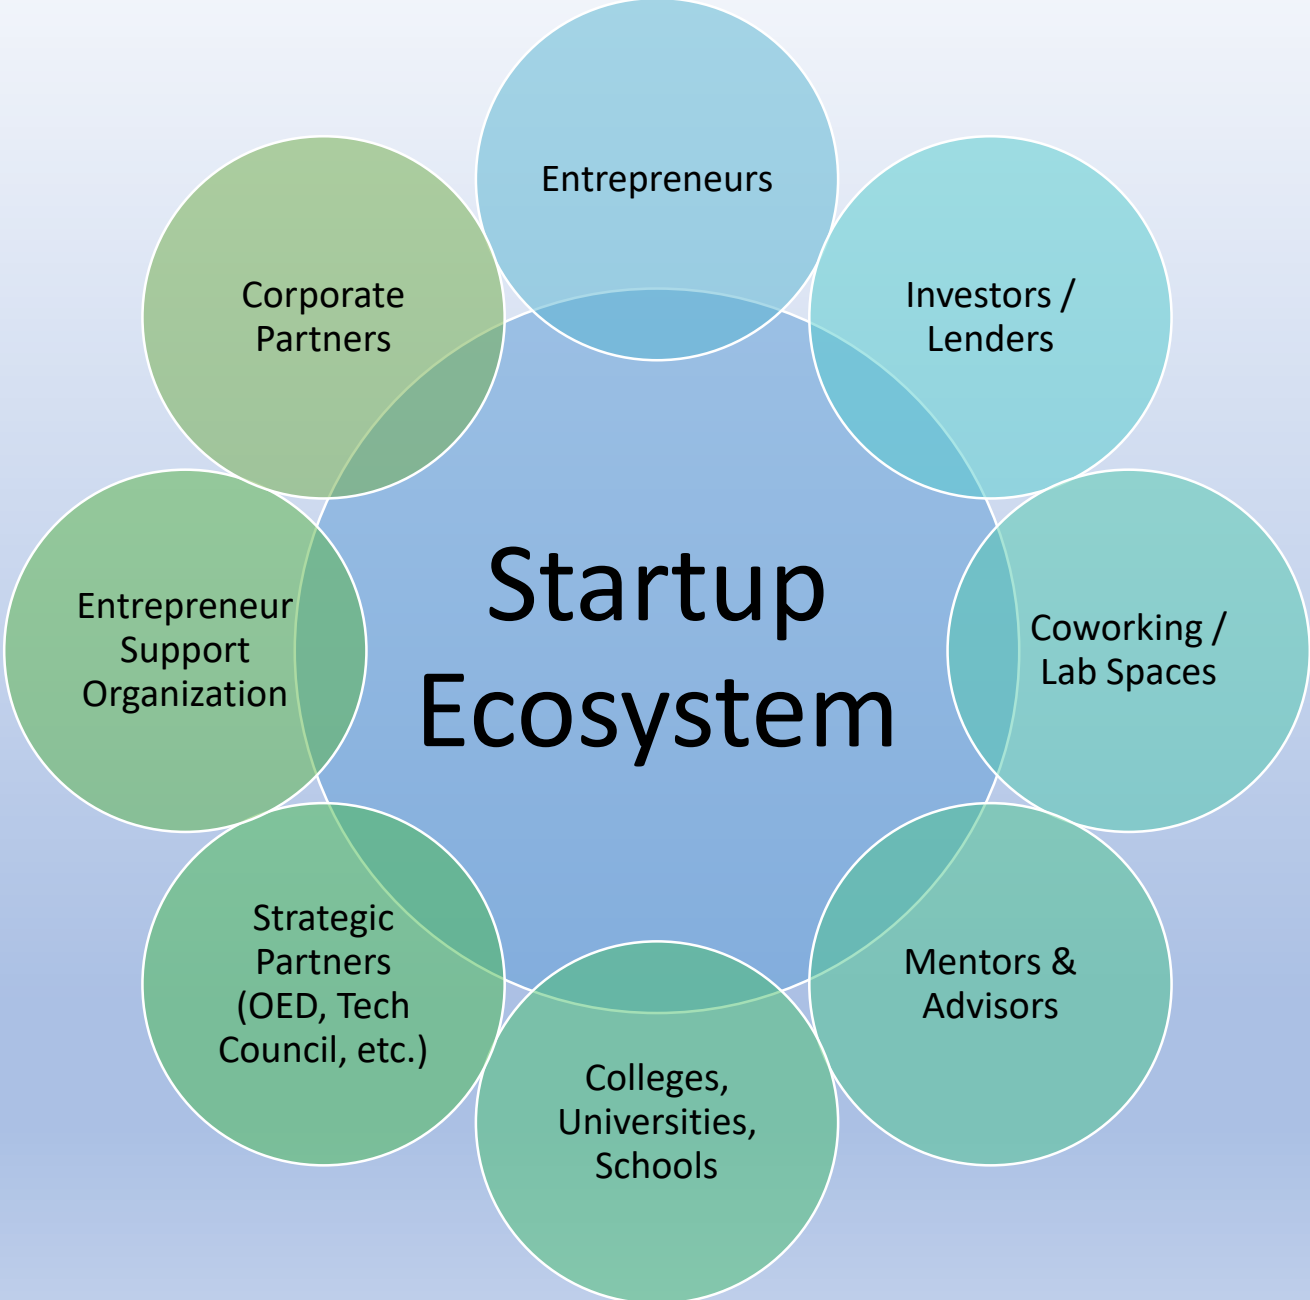 Entrepreneurs
Investors /
Lenders
Coworking /
Lab Spaces
Mentors &
Advisors
Colleges,
Universities,
Schools
Strategic
Partners
(OED, Tech
Council, etc.)
Entrepreneur
Support
Organization
Corporate
Partners
Startup
Ecosystem